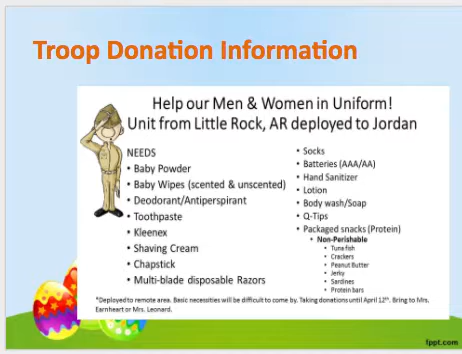 Troop Donation Information
Help our Men & Women in Uniform!
Unit from Little Rock, AR deployed to Jordan
NEEDS
• Baby Powder
• Baby Wipes (scented & unscented)
• Deodorant/Antiperspirant
• Toothpaste
• Kleenex
• Shaving Cream
• Chapstick
• Multi-blade disposable Razors
• Socks
• Batteries (AAA/AA)
• Hand Sanitizer
• Lotion
• Body wash/Soap
• Q-Tips
• Packaged snacks (Protein)
• Non-Perishable
• Tuna fish
• Crackers
• Peanut Butter
• Jerky
• Sardines
• Protein bars
*Deployed to remote area. Basic necessities will be difficult to come by. Taking donations until April 12th. Bring to Mrs.
Earnheart or Mrs. Leonard.
fppt.com